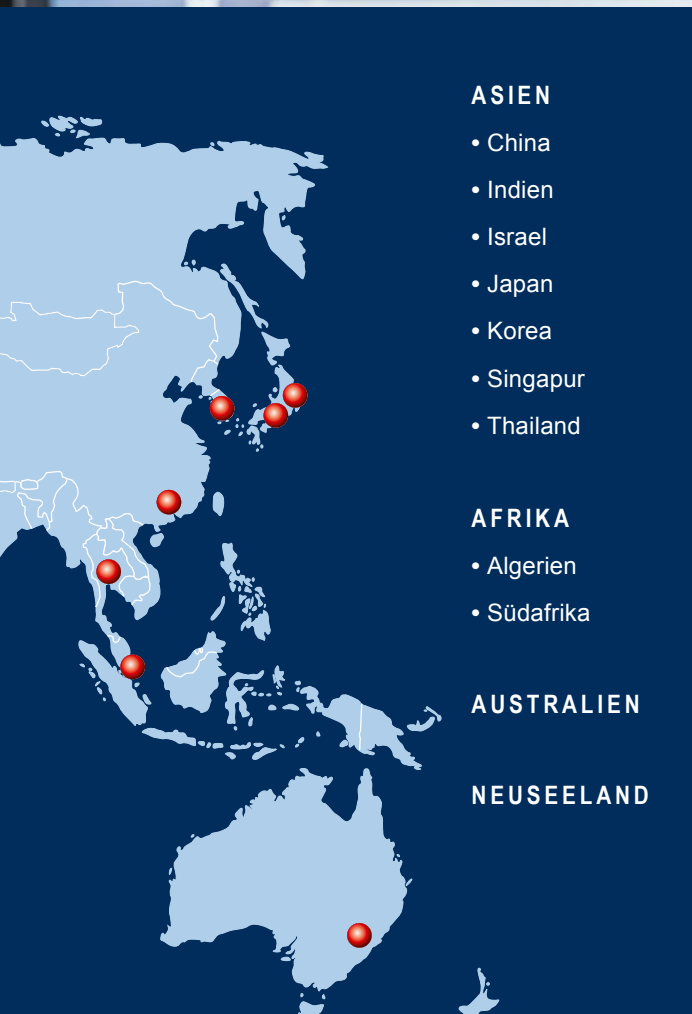 ASIEN
• China
• Indien
• Israel
• Japan
• Korea
• Singapur
• Thailand
AFRIKA
• Algerien
• Südafrika
AUSTRALIEN
NEUSEELAND